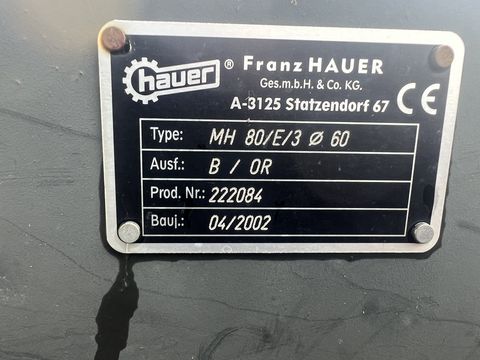 hauer ® Franz HAUER
Ges.m.b.H. & Co. KG.
A-3125 Statzendorf 67 CE
Type: MH 80/E/3 Ø 60
Ausf.: B / OR
Prod. Nr.: 222084
Bauj.: 04/2002